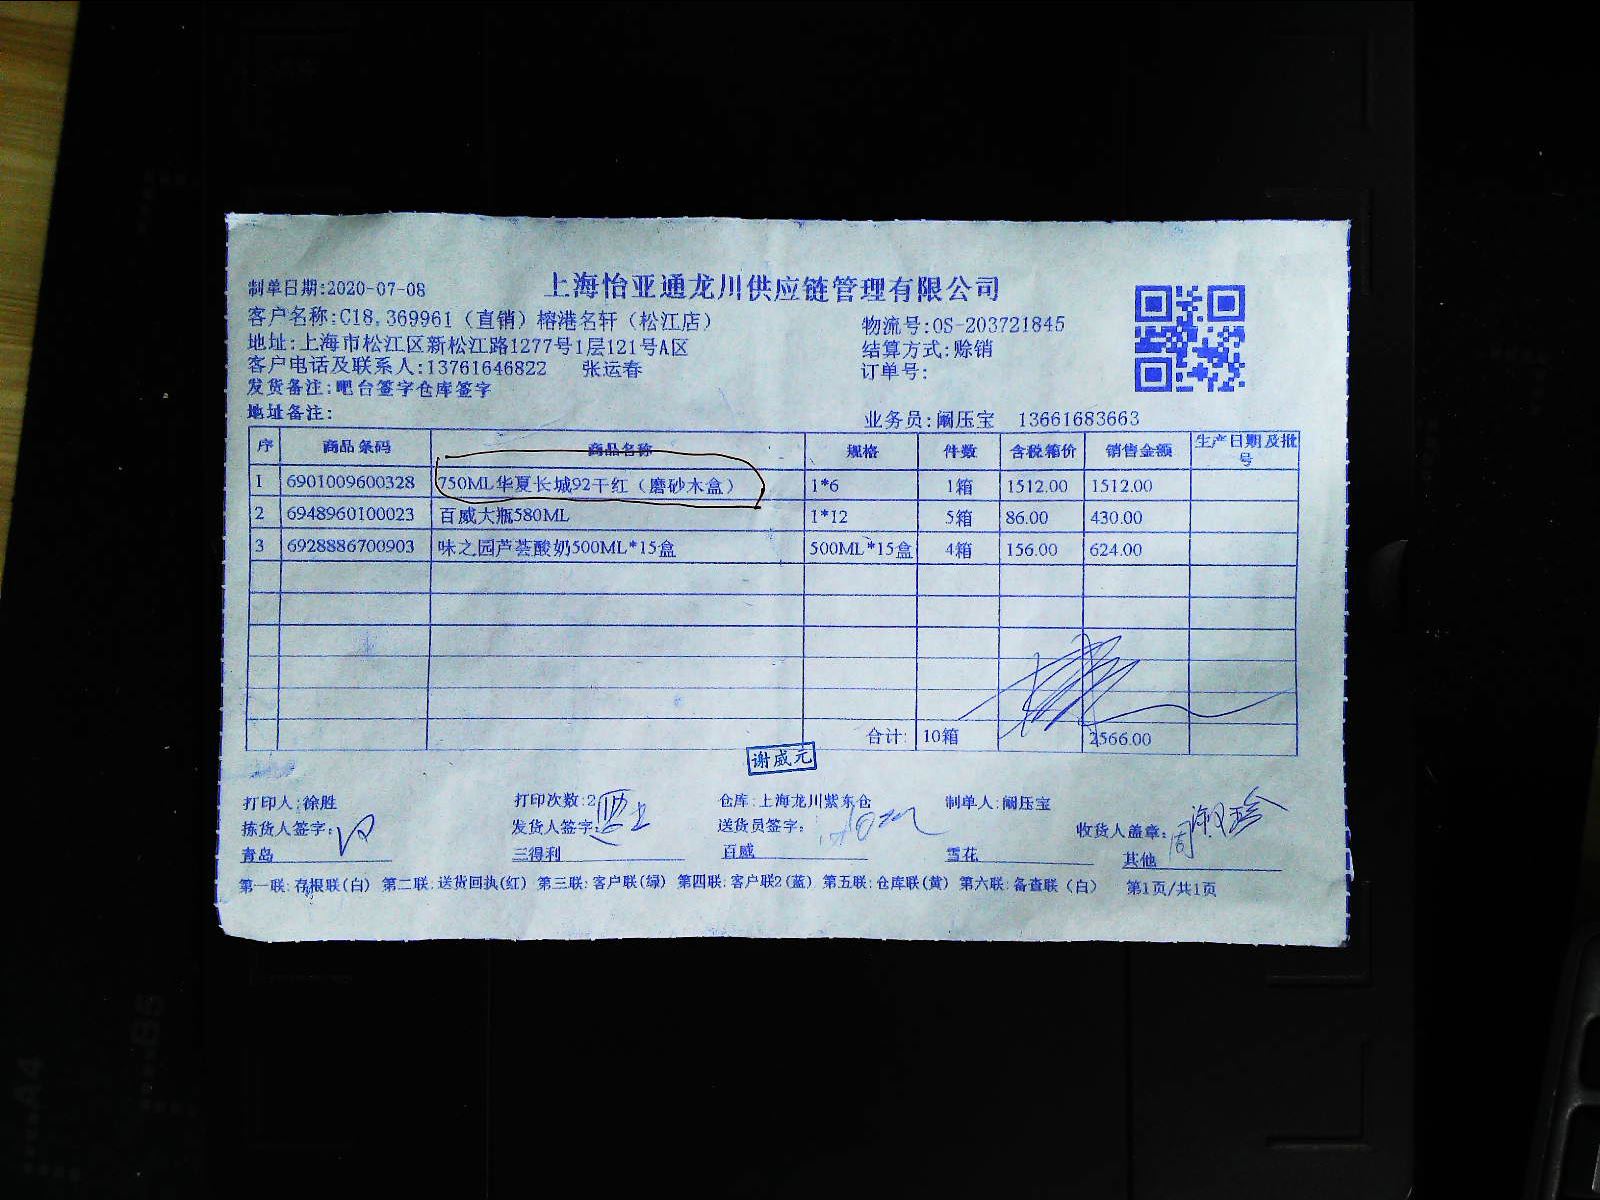 上海怡亚通龙川供应链管理有限公司
制单日期:2020-07-08
客户名称:C18.369961（直销）榕港名轩（松江店）
物流号:OS-203721845
地址:上海市松江区新松江路1277号1层121号A区
结算方式:赊销
客户电话及联系人:13761646822 张运春
订单号:
发货备注:吧台签字仓库签字
地址备注:
业务员:阚压宝 13661683663
序 商品条码 商品名称 规格 件数 含税箱价 销售金额 生产日期及批号
1 6901009600328 750ML华夏长城92干红（磨砂木盒） 1*6 1箱 1512.00 1512.00
2 6948960100023 百威大瓶580ML 1*12 5箱 86.00 430.00
3 6928886700903 味之园芦荟酸奶500ML*15盒 500ML*15盒 4箱 156.00 624.00
合计: 10箱 2566.00
谢威元
打印人:徐胜 打印次数:2 仓库:上海龙川紫东仓 制单人:阚压宝
拣货人签字: 发货人签字: 送货员签字: 收货人盖章:
青岛 三得利 百威 雪花 其他
第一联:存根联(白) 第二联:送货回执(红) 第三联:客户联(绿) 第四联:客户联2(蓝) 第五联:仓库联(黄) 第六联:备查联（白） 第1页/共1页
A4
B5